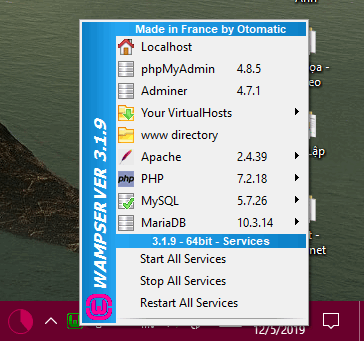 Made in France by Otomatic
WAMPSERVER 3.1.9
Localhost
phpMyAdmin 4.8.5
Adminer 4.7.1
Your VirtualHosts
www directory
Apache 2.4.39
php PHP 7.2.18
MySQL 5.7.26
MariaDB 10.3.14
3.1.9 - 64bit - Services
Start All Services
Stop All Services
Restart All Services
12/5/2019